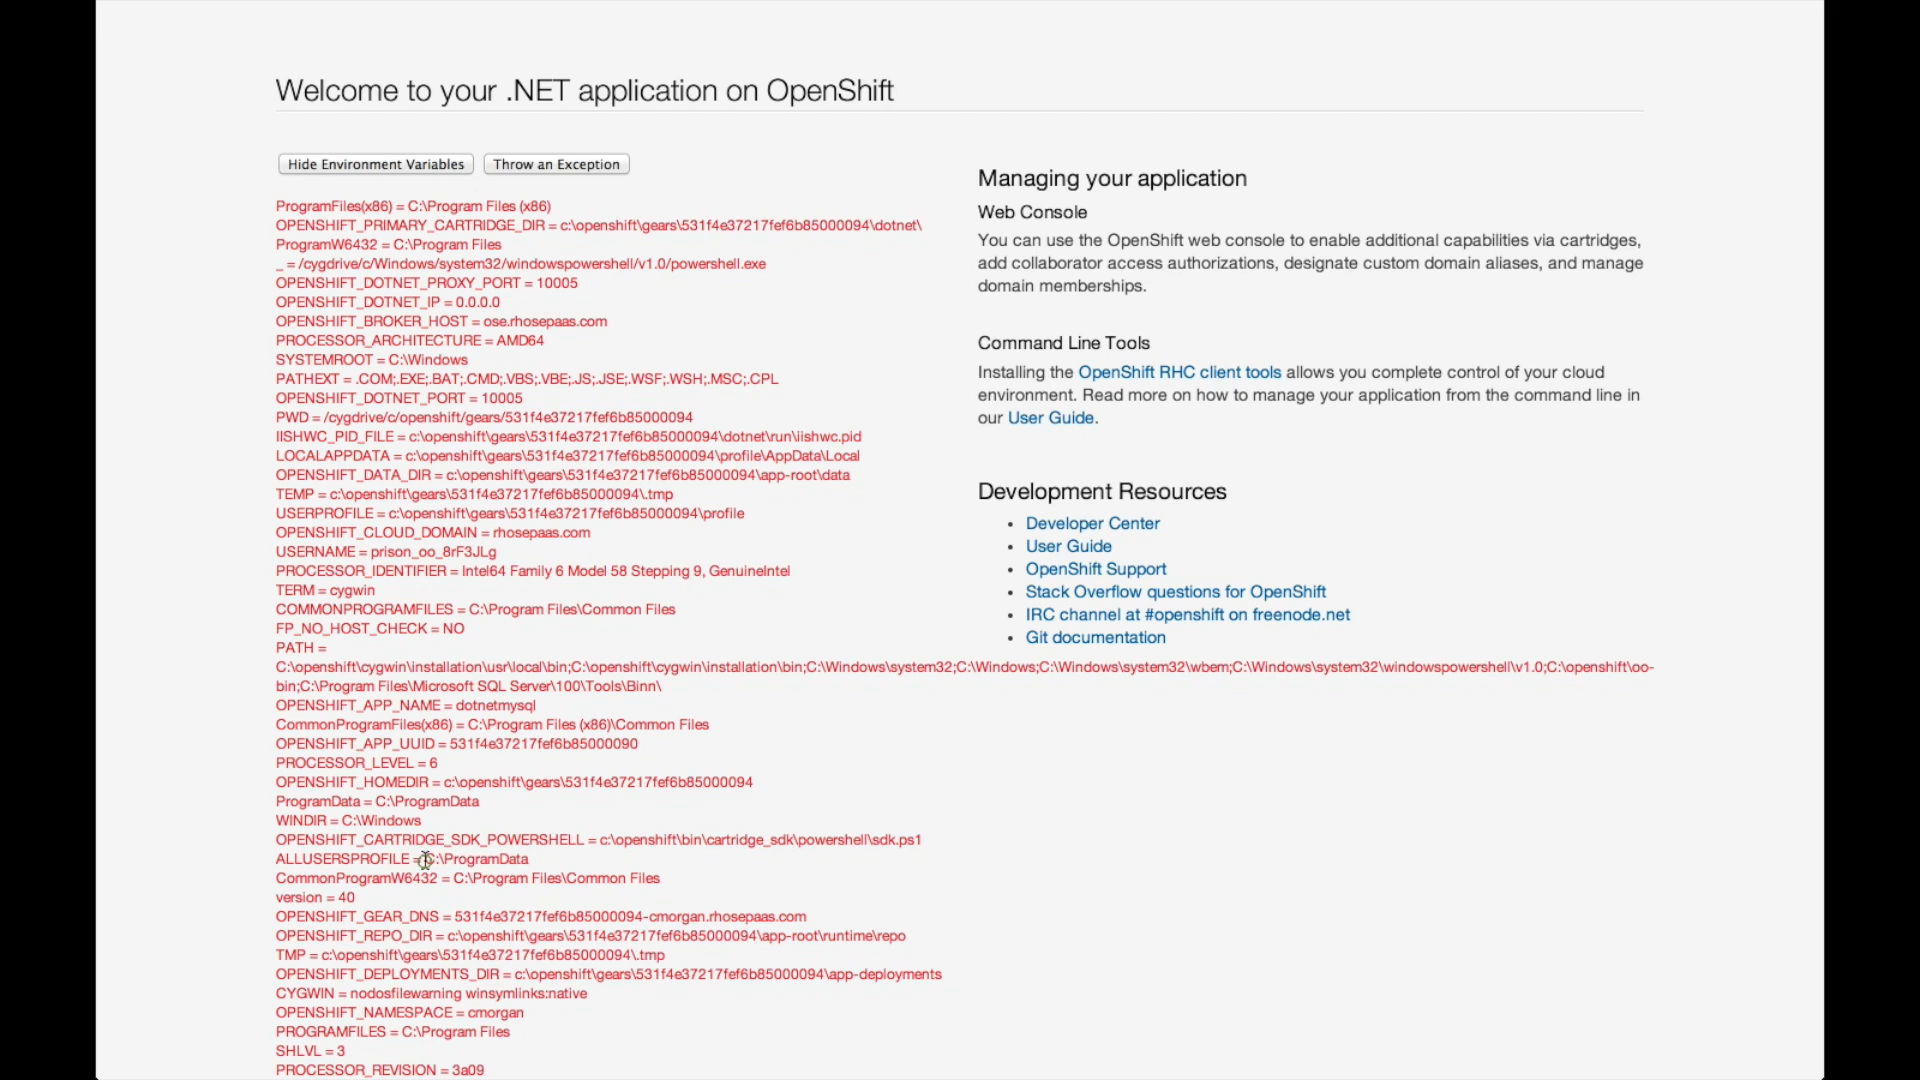 Welcome to your .NET application on OpenShift
Hide Environment Variables
Throw an Exception
ProgramFiles(x86) = C:\Program Files (x86)
OPENSHIFT_PRIMARY_CARTRIDGE_DIR = c:\openshift\gears\531f4e37217fef6b85000094\dotnet\
ProgramW6432 = C:\Program Files
_ = /cygdrive/c/Windows/system32/windowspowershell/v1.0/powershell.exe
OPENSHIFT_DOTNET_PROXY_PORT = 10005
OPENSHIFT_DOTNET_IP = 0.0.0.0
OPENSHIFT_BROKER_HOST = ose.rhosepaas.com
PROCESSOR_ARCHITECTURE = AMD64
SYSTEMROOT = C:\Windows
PATHEXT = .COM;.EXE;.BAT;.CMD;.VBS;.VBE;.JS;.JSE;.WSF;.WSH;.MSC;.CPL
OPENSHIFT_DOTNET_PORT = 10005
PWD = /cygdrive/c/openshift/gears/531f4e37217fef6b85000094
IISHWC_PID_FILE = c:\openshift\gears\531f4e37217fef6b85000094\dotnet\run\iishwc.pid
LOCALAPPDATA = c:\openshift\gears\531f4e37217fef6b85000094\profile\AppData\Local
OPENSHIFT_DATA_DIR = c:\openshift\gears\531f4e37217fef6b85000094\app-root\data
TEMP = c:\openshift\gears\531f4e37217fef6b85000094\.tmp
USERPROFILE = c:\openshift\gears\531f4e37217fef6b85000094\profile
OPENSHIFT_CLOUD_DOMAIN = rhosepaas.com
USERNAME = prison_oo_8rF3JLg
PROCESSOR_IDENTIFIER = Intel64 Family 6 Model 58 Stepping 9, GenuineIntel
TERM = cygwin
COMMONPROGRAMFILES = C:\Program Files\Common Files
FP_NO_HOST_CHECK = NO
PATH =
C:\openshift\cygwin\installation\usr\local\bin;C:\openshift\cygwin\installation\bin;C:\Windows\system32;C:\Windows;C:\Windows\system32\wbem;C:\Windows\system32\windowspowershell\v1.0;C:\openshift\oo-
bin;C:\Program Files\Microsoft SQL Server\100\Tools\Binn\
OPENSHIFT_APP_NAME = dotnetmysql
CommonProgramFiles(x86) = C:\Program Files (x86)\Common Files
OPENSHIFT_APP_UUID = 531f4e37217fef6b85000090
PROCESSOR_LEVEL = 6
OPENSHIFT_HOMEDIR = c:\openshift\gears\531f4e37217fef6b85000094
ProgramData = C:\ProgramData
WINDIR = C:\Windows
OPENSHIFT_CARTRIDGE_SDK_POWERSHELL = c:\openshift\bin\cartridge_sdk\powershell\sdk.ps1
ALLUSERSPROFILE = C:\ProgramData
CommonProgramW6432 = C:\Program Files\Common Files
version = 40
OPENSHIFT_GEAR_DNS = 531f4e37217fef6b85000094-cmorgan.rhosepaas.com
OPENSHIFT_REPO_DIR = c:\openshift\gears\531f4e37217fef6b85000094\app-root\runtime\repo
TMP = c:\openshift\gears\531f4e37217fef6b85000094\.tmp
OPENSHIFT_DEPLOYMENTS_DIR = c:\openshift\gears\531f4e37217fef6b85000094\app-deployments
CYGWIN = nodosfilewarning winsymlinks:native
OPENSHIFT_NAMESPACE = cmorgan
PROGRAMFILES = C:\Program Files
SHLVL = 3
PROCESSOR_REVISION = 3a09
Managing your application
Web Console
You can use the OpenShift web console to enable additional capabilities via cartridges,
add collaborator access authorizations, designate custom domain aliases, and manage
domain memberships.
Command Line Tools
Installing the OpenShift RHC client tools allows you complete control of your cloud
environment. Read more on how to manage your application from the command line in
our User Guide.
Development Resources
• Developer Center
• User Guide
• OpenShift Support
• Stack Overflow questions for OpenShift
• IRC channel at #openshift on freenode.net
• Git documentation